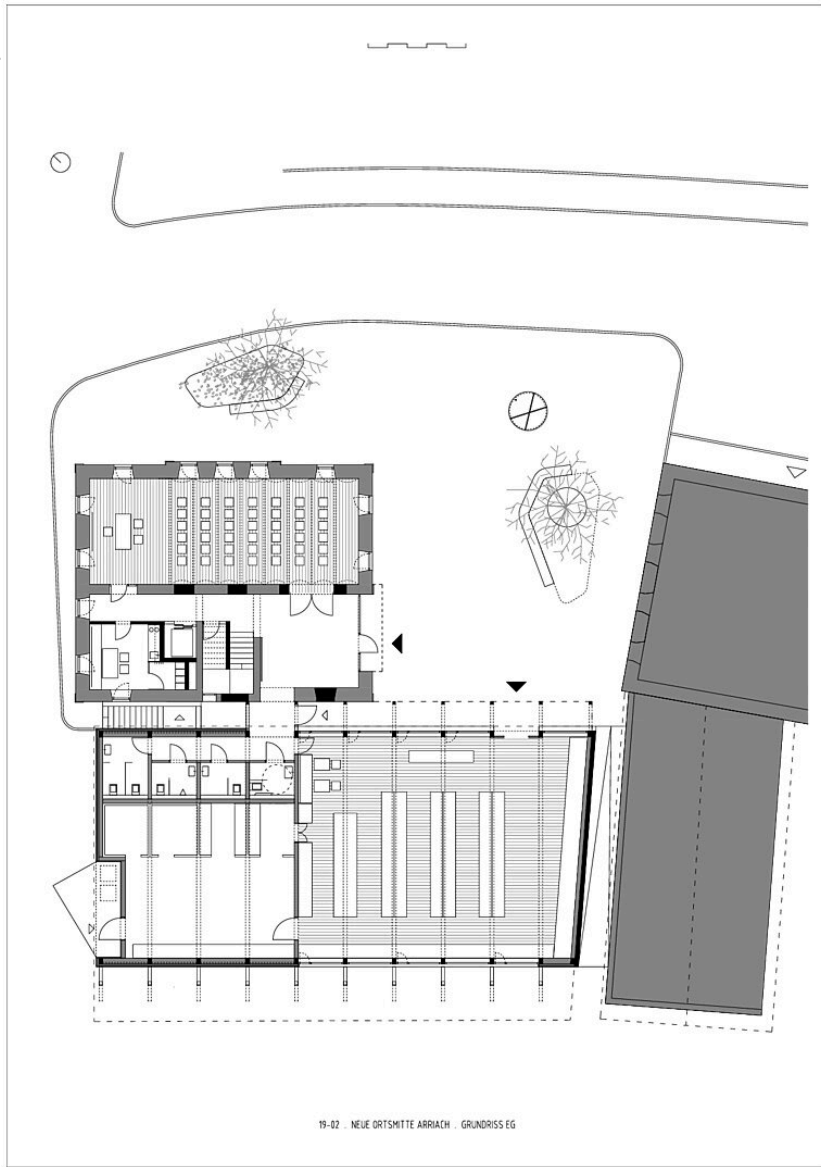 19-02 . NEUE ORTSMITTE ARRIACH . GRUNDRISS EG